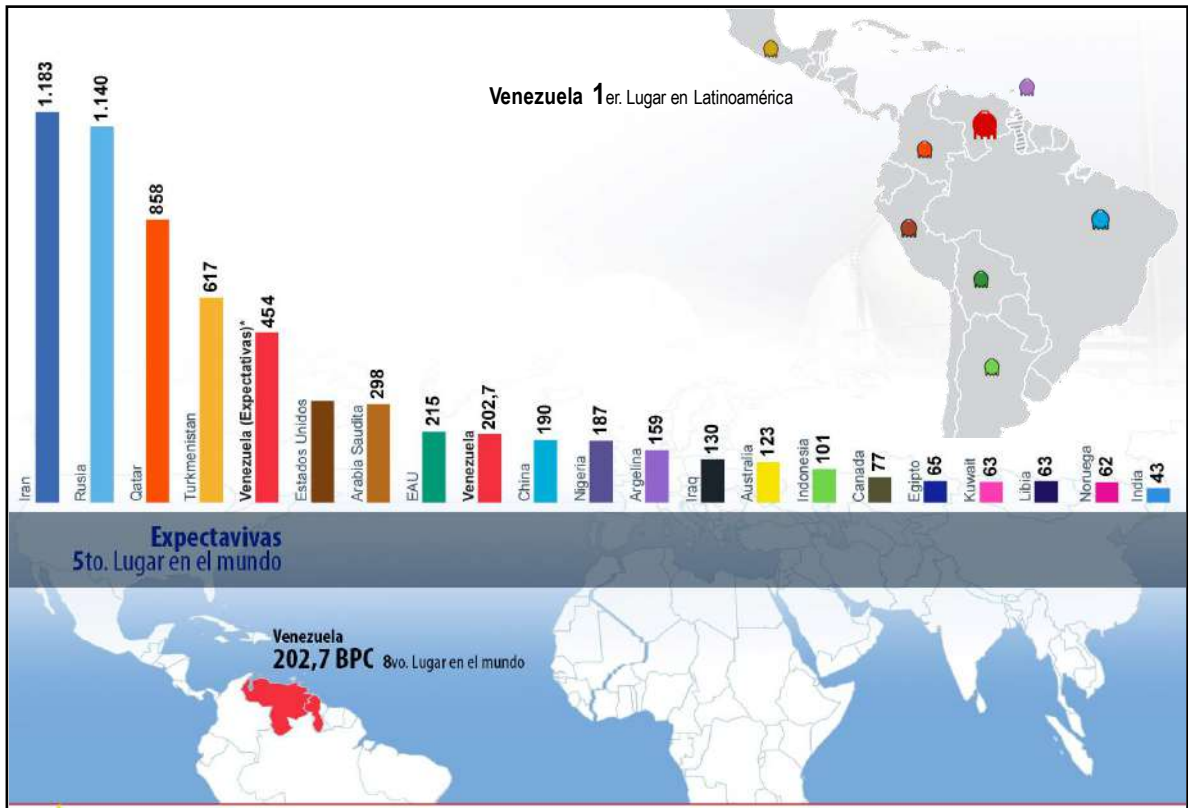 Venezuela 1er. Lugar en Latinoamérica
1.183
1.140
858
617
454
298
215
202,7
190
187
159
130
123
101
77
65
63
63
62
43
Iran
Rusia
Qatar
Turkmenistan
Venezuela (Expectativas)*
Estados Unidos
Arabia Saudita
EAU
Venezuela
China
Nigeria
Argelina
Iraq
Australia
Indonesia
Canada
Egipto
Kuwait
Libia
Noruega
India
Expectavivas
5to. Lugar en el mundo
Venezuela
202,7 BPC 8vo. Lugar en el mundo